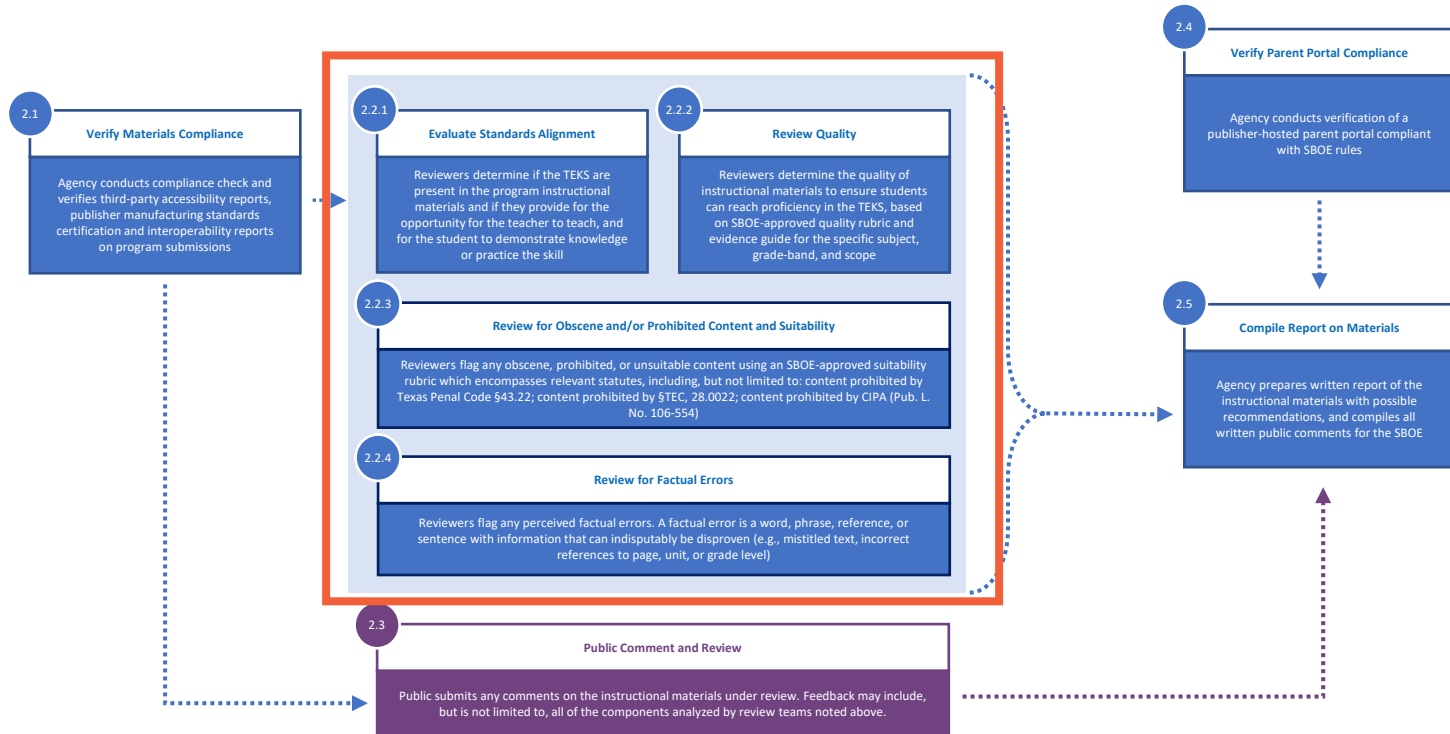 2.1
Verify Materials Compliance
Agency conducts compliance check and
verifies third-party accessibility reports,
publisher manufacturing standards
certification and interoperability reports
on program submissions
2.2.1
Evaluate Standards Alignment
Reviewers determine if the TEKS are
present in the program instructional
materials and if they provide for the
opportunity for the teacher to teach, and
for the student to demonstrate knowledge
or practice the skill
2.2.2
Review Quality
Reviewers determine the quality of
instructional materials to ensure students
can reach proficiency in the TEKS, based
on SBOE-approved quality rubric and
evidence guide for the specific subject,
grade-band, and scope
2.2.3
Review for Obscene and/or Prohibited Content and Suitability
Reviewers flag any obscene, prohibited, or unsuitable content using an SBOE-approved suitability
rubric which encompasses relevant statutes, including, but not limited to: content prohibited by
Texas Penal Code §43.22; content prohibited by §TEC, 28.0022; content prohibited by CIPA (Pub. L.
No. 106-554)
2.2.4
Review for Factual Errors
Reviewers flag any perceived factual errors. A factual error is a word, phrase, reference, or
sentence with information that can indisputably be disproven (e.g., mistitled text, incorrect
references to page, unit, or grade level)
2.3
Public Comment and Review
Public submits any comments on the instructional materials under review. Feedback may include,
but is not limited to, all of the components analyzed by review teams noted above.
2.4
Verify Parent Portal Compliance
Agency conducts verification of a
publisher-hosted parent portal compliant
with SBOE rules
2.5
Compile Report on Materials
Agency prepares written report of the
instructional materials with possible
recommendations, and compiles all
written public comments for the SBOE